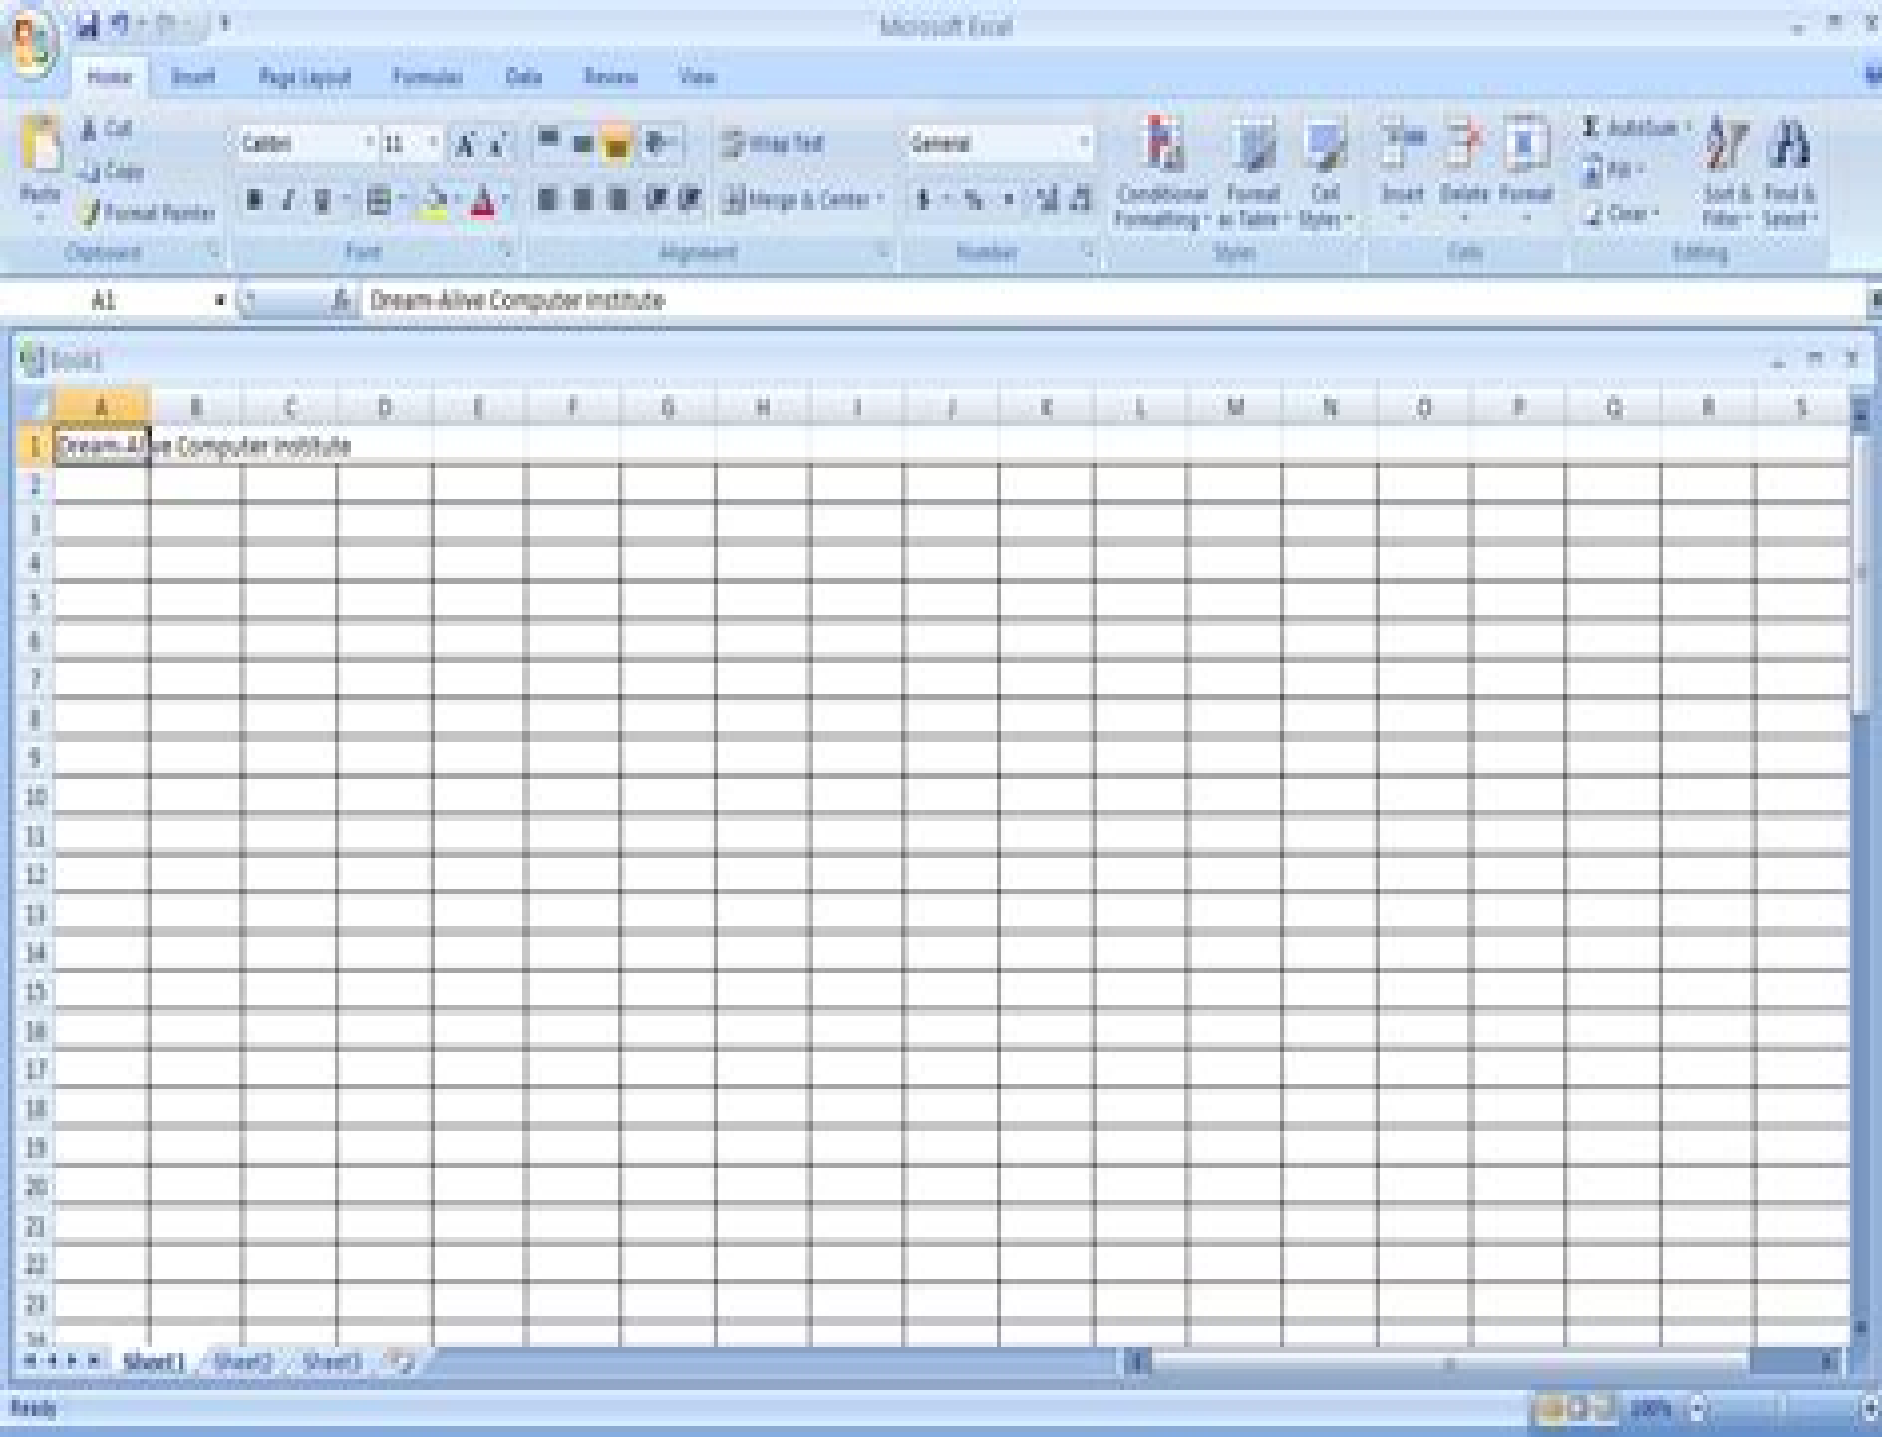 Microsoft Excel
Home Insert Page Layout Formulas Data Review View
Cut
Copy
Paste
Format Painter
Calibri 11
Wrap Text
Merge & Center
General
Conditional Formatting
Format as Table
Cell Styles
Insert Delete Format
AutoSum
Fill
Clear
Sort & Filter
Find & Select
Clipboard Font Alignment Number Styles Cells Editing
A1 fx Dream-Alive Computer Institute
Book1
A B C D E F G H I J K L M N O P Q R S
1 Dream-Alive Computer Institute
2
3
4
5
6
7
8
9
10
11
12
13
14
15
16
17
18
19
20
21
22
23
24
Sheet1 Sheet2 Sheet3
Ready 100%